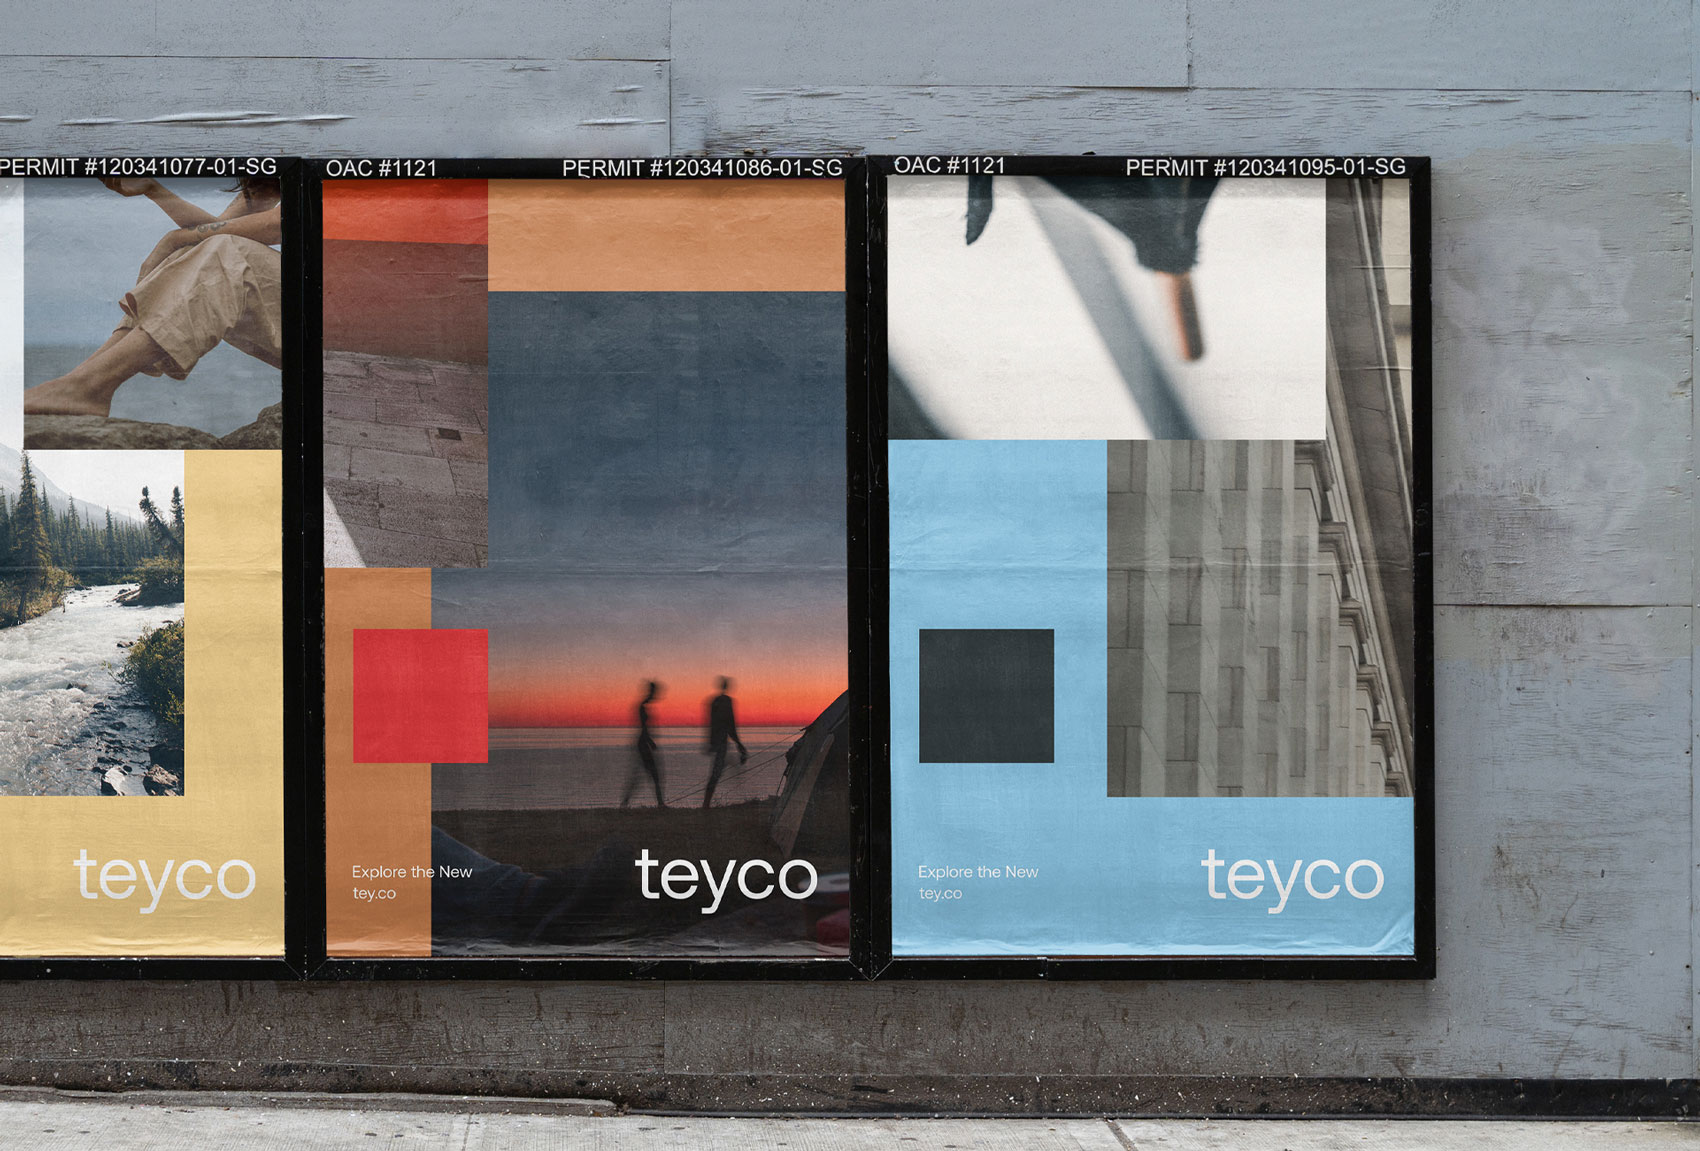 PERMIT #120341077-01-SG
OAC #1121
PERMIT #120341086-01-SG
OAC #1121
PERMIT #120341095-01-SG
teyco
Explore the New
tey.co
teyco
Explore the New
tey.co
teyco